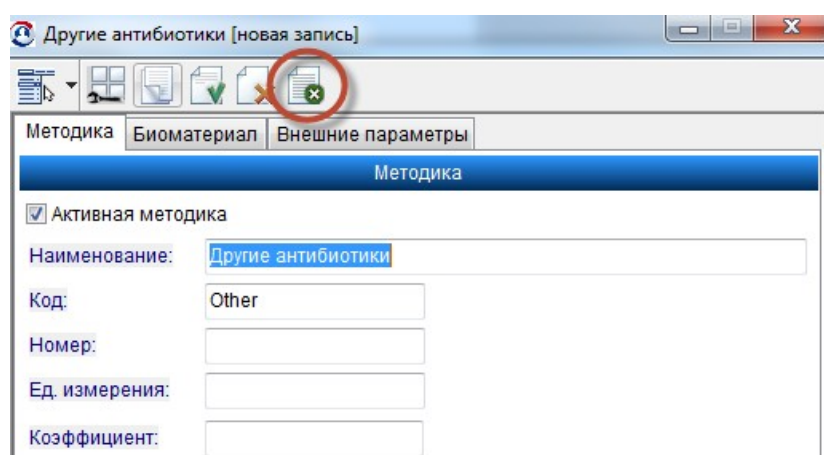 Другие антибиотики [новая запись]
Методика Биоматериал Внешние параметры
Методика
Активная методика
Наименование: Другие антибиотики
Код: Other
Номер:
Ед. измерения:
Коэффициент: